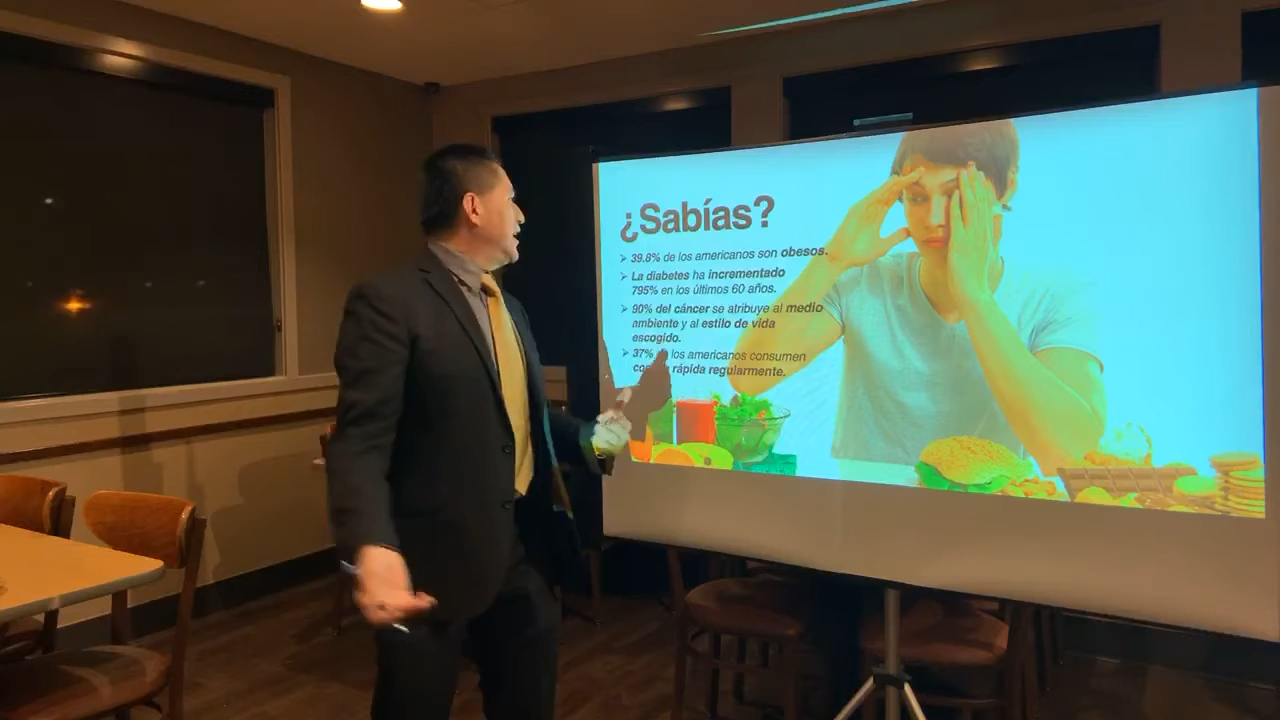 ¿Sabías?
39.8% de los americanos son obesos.
La diabetes ha incrementado
795% en los últimos 60 años.
90% del cáncer se atribuye al medio
ambiente y al estilo de vida
escogido.
37% los americanos consumen
rápida regularmente.